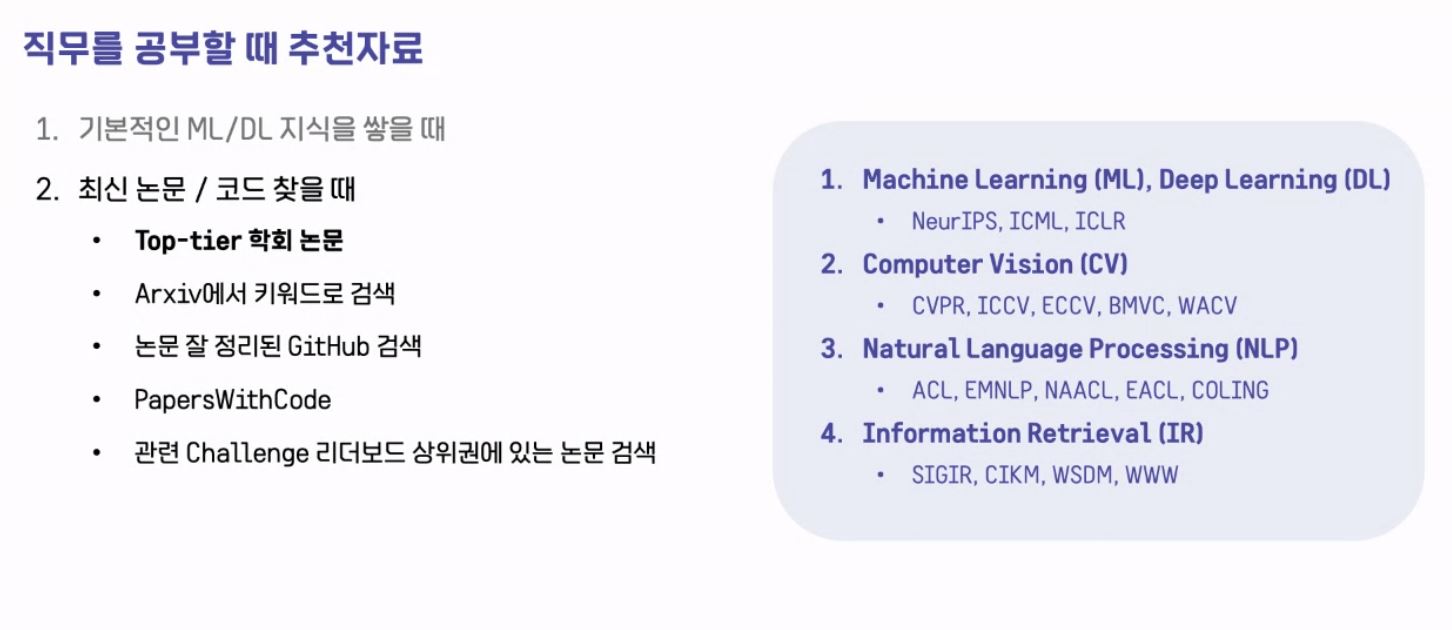 직무를 공부할 때 추천자료
1. 기본적인 ML/DL 지식을 쌓을 때
2. 최신 논문 / 코드 찾을 때
• Top-tier 학회 논문
• Arxiv에서 키워드로 검색
• 논문 잘 정리된 GitHub 검색
• PapersWithCode
• 관련 Challenge 리더보드 상위권에 있는 논문 검색
1. Machine Learning (ML), Deep Learning (DL)
• NeurIPS, ICML, ICLR
2. Computer Vision (CV)
• CVPR, ICCV, ECCV, BMVC, WACV
3. Natural Language Processing (NLP)
• ACL, EMNLP, NAACL, EACL, COLING
4. Information Retrieval (IR)
• SIGIR, CIKM, WSDM, WWW